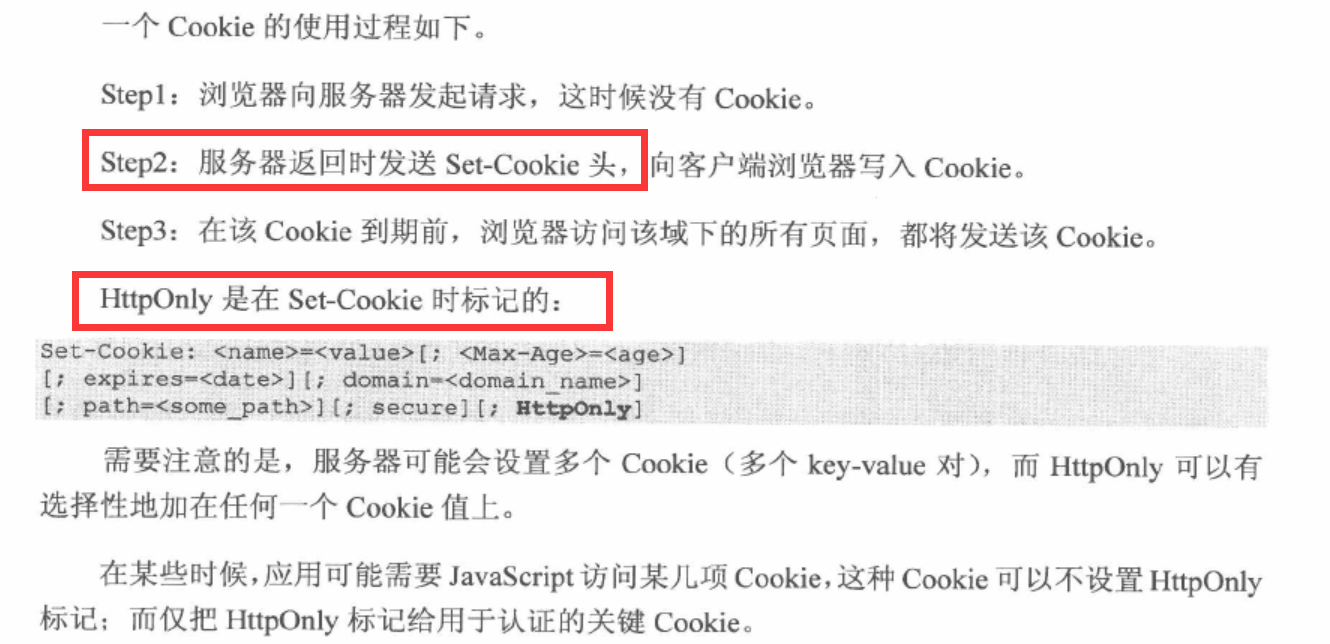 一个 Cookie 的使用过程如下。
Step1：浏览器向服务器发起请求，这时候没有 Cookie。
Step2：服务器返回时发送 Set-Cookie 头，向客户端浏览器写入 Cookie。
Step3：在该 Cookie 到期前，浏览器访问该域下的所有页面，都将发送该 Cookie。
HttpOnly 是在 Set-Cookie 时标记的：
Set-Cookie: <name>=<value>[; <Max-Age>=<age>]
[; expires=<date>][; domain=<domain_name>]
[; path=<some_path>][; secure][; HttpOnly]
需要注意的是，服务器可能会设置多个 Cookie（多个 key-value 对），而 HttpOnly 可以有
选择性地加在任何一个 Cookie 值上。
在某些时候，应用可能需要 JavaScript 访问某几项 Cookie，这种 Cookie 可以不设置 HttpOnly
标记；而仅把 HttpOnly 标记给用于认证的关键 Cookie。